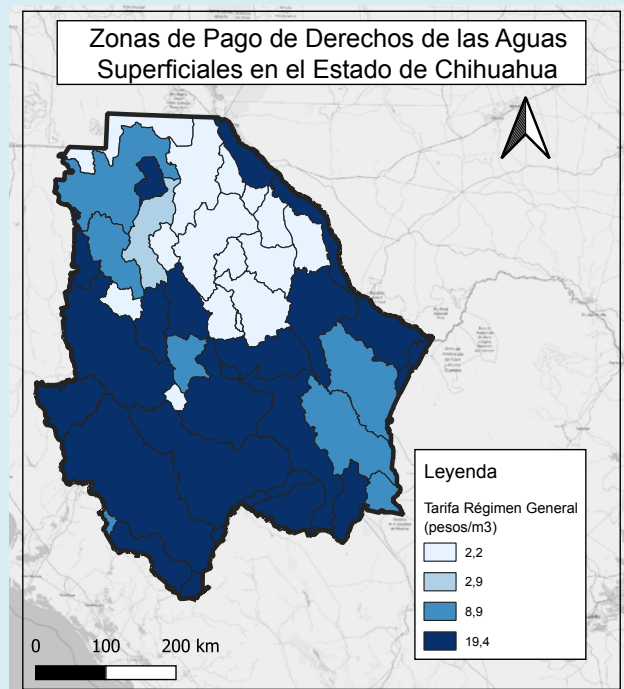 Zonas de Pago de Derechos de las Aguas
Superficiales en el Estado de Chihuahua
Leyenda
Tarifa Régimen General
(pesos/m3)
2,2
2,9
8,9
19,4
0 100 200 km